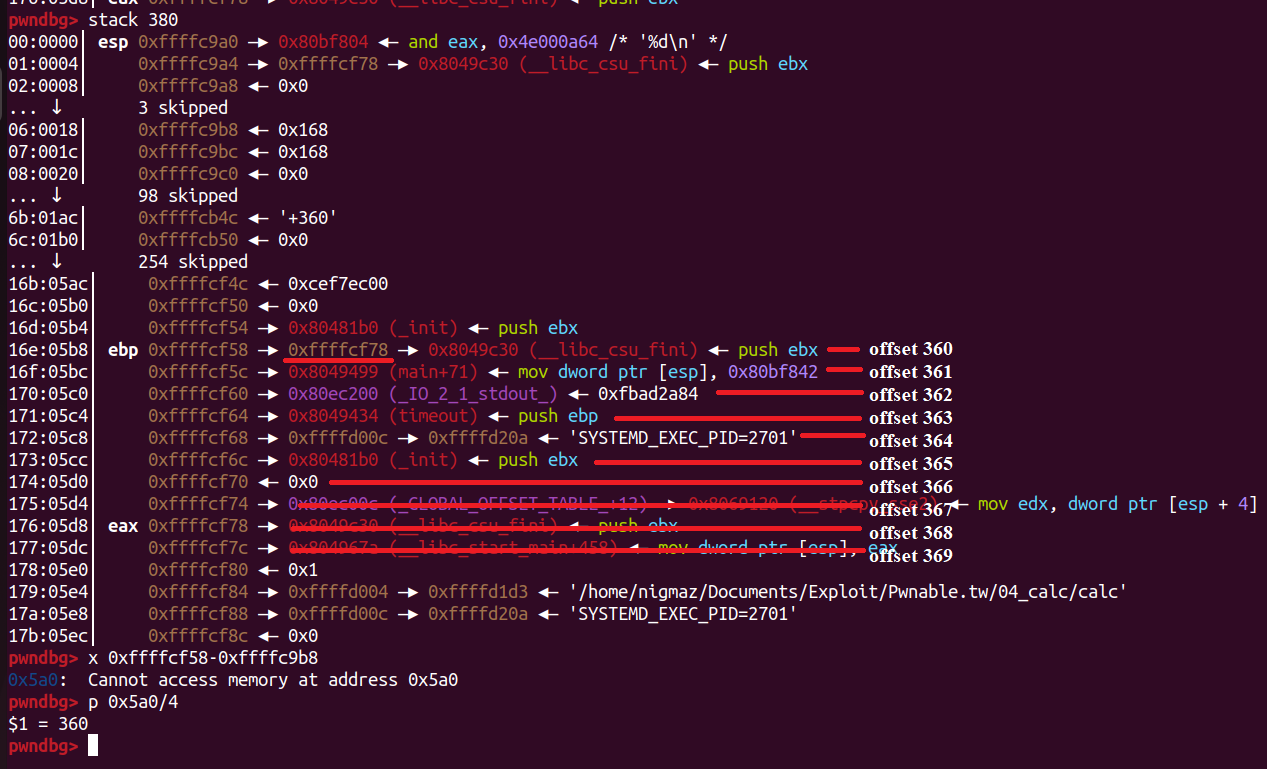 170:05d8│ eax 0xffffcf78 —▸ 0x8049c30 (__libc_csu_fini) ◂— push ebx
pwndbg> stack 380
00:0000│ esp 0xffffc9a0 —▸ 0x80bf804 ◂— and eax, 0x4e000a64 /* '%d\n' */
01:0004│ 0xffffc9a4 —▸ 0xffffcf78 —▸ 0x8049c30 (__libc_csu_fini) ◂— push ebx
02:0008│ 0xffffc9a8 ◂— 0x0
... ↓ 3 skipped
06:0018│ 0xffffc9b8 ◂— 0x168
07:001c│ 0xffffc9bc ◂— 0x168
08:0020│ 0xffffc9c0 ◂— 0x0
... ↓ 98 skipped
6b:01ac│ 0xffffcb4c ◂— '+360'
6c:01b0│ 0xffffcb50 ◂— 0x0
... ↓ 254 skipped
16b:05ac│ 0xffffcf4c ◂— 0xcef7ec00
16c:05b0│ 0xffffcf50 ◂— 0x0
16d:05b4│ 0xffffcf54 —▸ 0x80481b0 (_init) ◂— push ebx
16e:05b8│ ebp 0xffffcf58 —▸ 0xffffcf78 —▸ 0x8049c30 (__libc_csu_fini) ◂— push ebx offset 360
16f:05bc│ 0xffffcf5c —▸ 0x8049499 (main+71) ◂— mov dword ptr [esp], 0x80bf842 offset 361
170:05c0│ 0xffffcf60 —▸ 0x80ec200 (_IO_2_1_stdout_) ◂— 0xfbad2a84 offset 362
171:05c4│ 0xffffcf64 —▸ 0x8049434 (timeout) ◂— push ebp offset 363
172:05c8│ 0xffffcf68 —▸ 0xffffd00c —▸ 0xffffd20a ◂— 'SYSTEMD_EXEC_PID=2701' offset 364
173:05cc│ 0xffffcf6c —▸ 0x80481b0 (_init) ◂— push ebx offset 365
174:05d0│ 0xffffcf70 ◂— 0x0 offset 366
175:05d4│ 0xffffcf74 —▸ 0x80ec00c (_GLOBAL_OFFSET_TABLE_+12) —▸ 0x8069120 (__stpcpy_sse2) ◂— mov edx, dword ptr [esp + 4] offset 367
176:05d8│ eax 0xffffcf78 —▸ 0x8049c30 (__libc_csu_fini) ◂— push ebx offset 368
177:05dc│ 0xffffcf7c —▸ 0x804967a (__libc_start_main+458) ◂— mov dword ptr [esp], eax offset 369
178:05e0│ 0xffffcf80 ◂— 0x1
179:05e4│ 0xffffcf84 —▸ 0xffffd004 —▸ 0xffffd1d3 ◂— '/home/nigmaz/Documents/Exploit/Pwnable.tw/04_calc/calc'
17a:05e8│ 0xffffcf88 —▸ 0xffffd00c —▸ 0xffffd20a ◂— 'SYSTEMD_EXEC_PID=2701'
17b:05ec│ 0xffffcf8c ◂— 0x0
pwndbg> x 0xffffcf58-0xffffc9b8
0x5a0: Cannot access memory at address 0x5a0
pwndbg> p 0x5a0/4
$1 = 360
pwndbg>